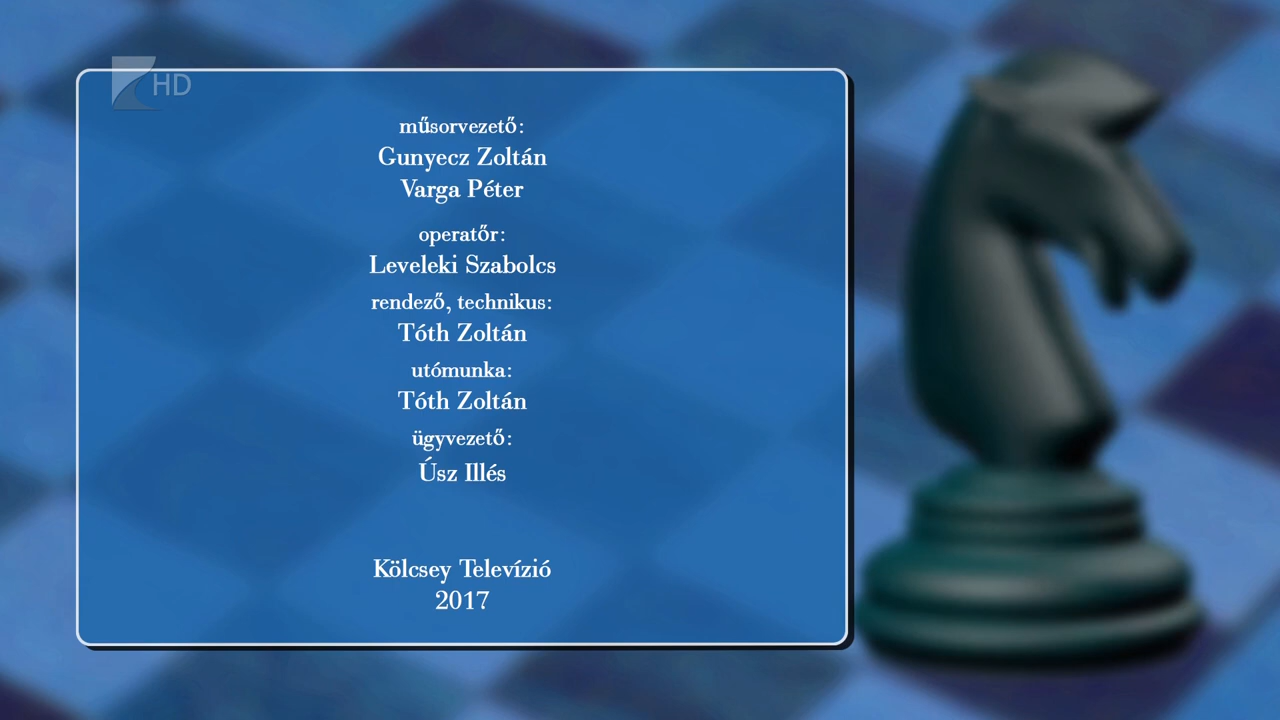 HD
műsorvezető:
Gunyecz Zoltán
Varga Péter
operatőr:
Leveleki Szabolcs
rendező, technikus:
Tóth Zoltán
utómunka:
Tóth Zoltán
ügyvezető:
Úsz Illés
Kölcsey Televízió
2017